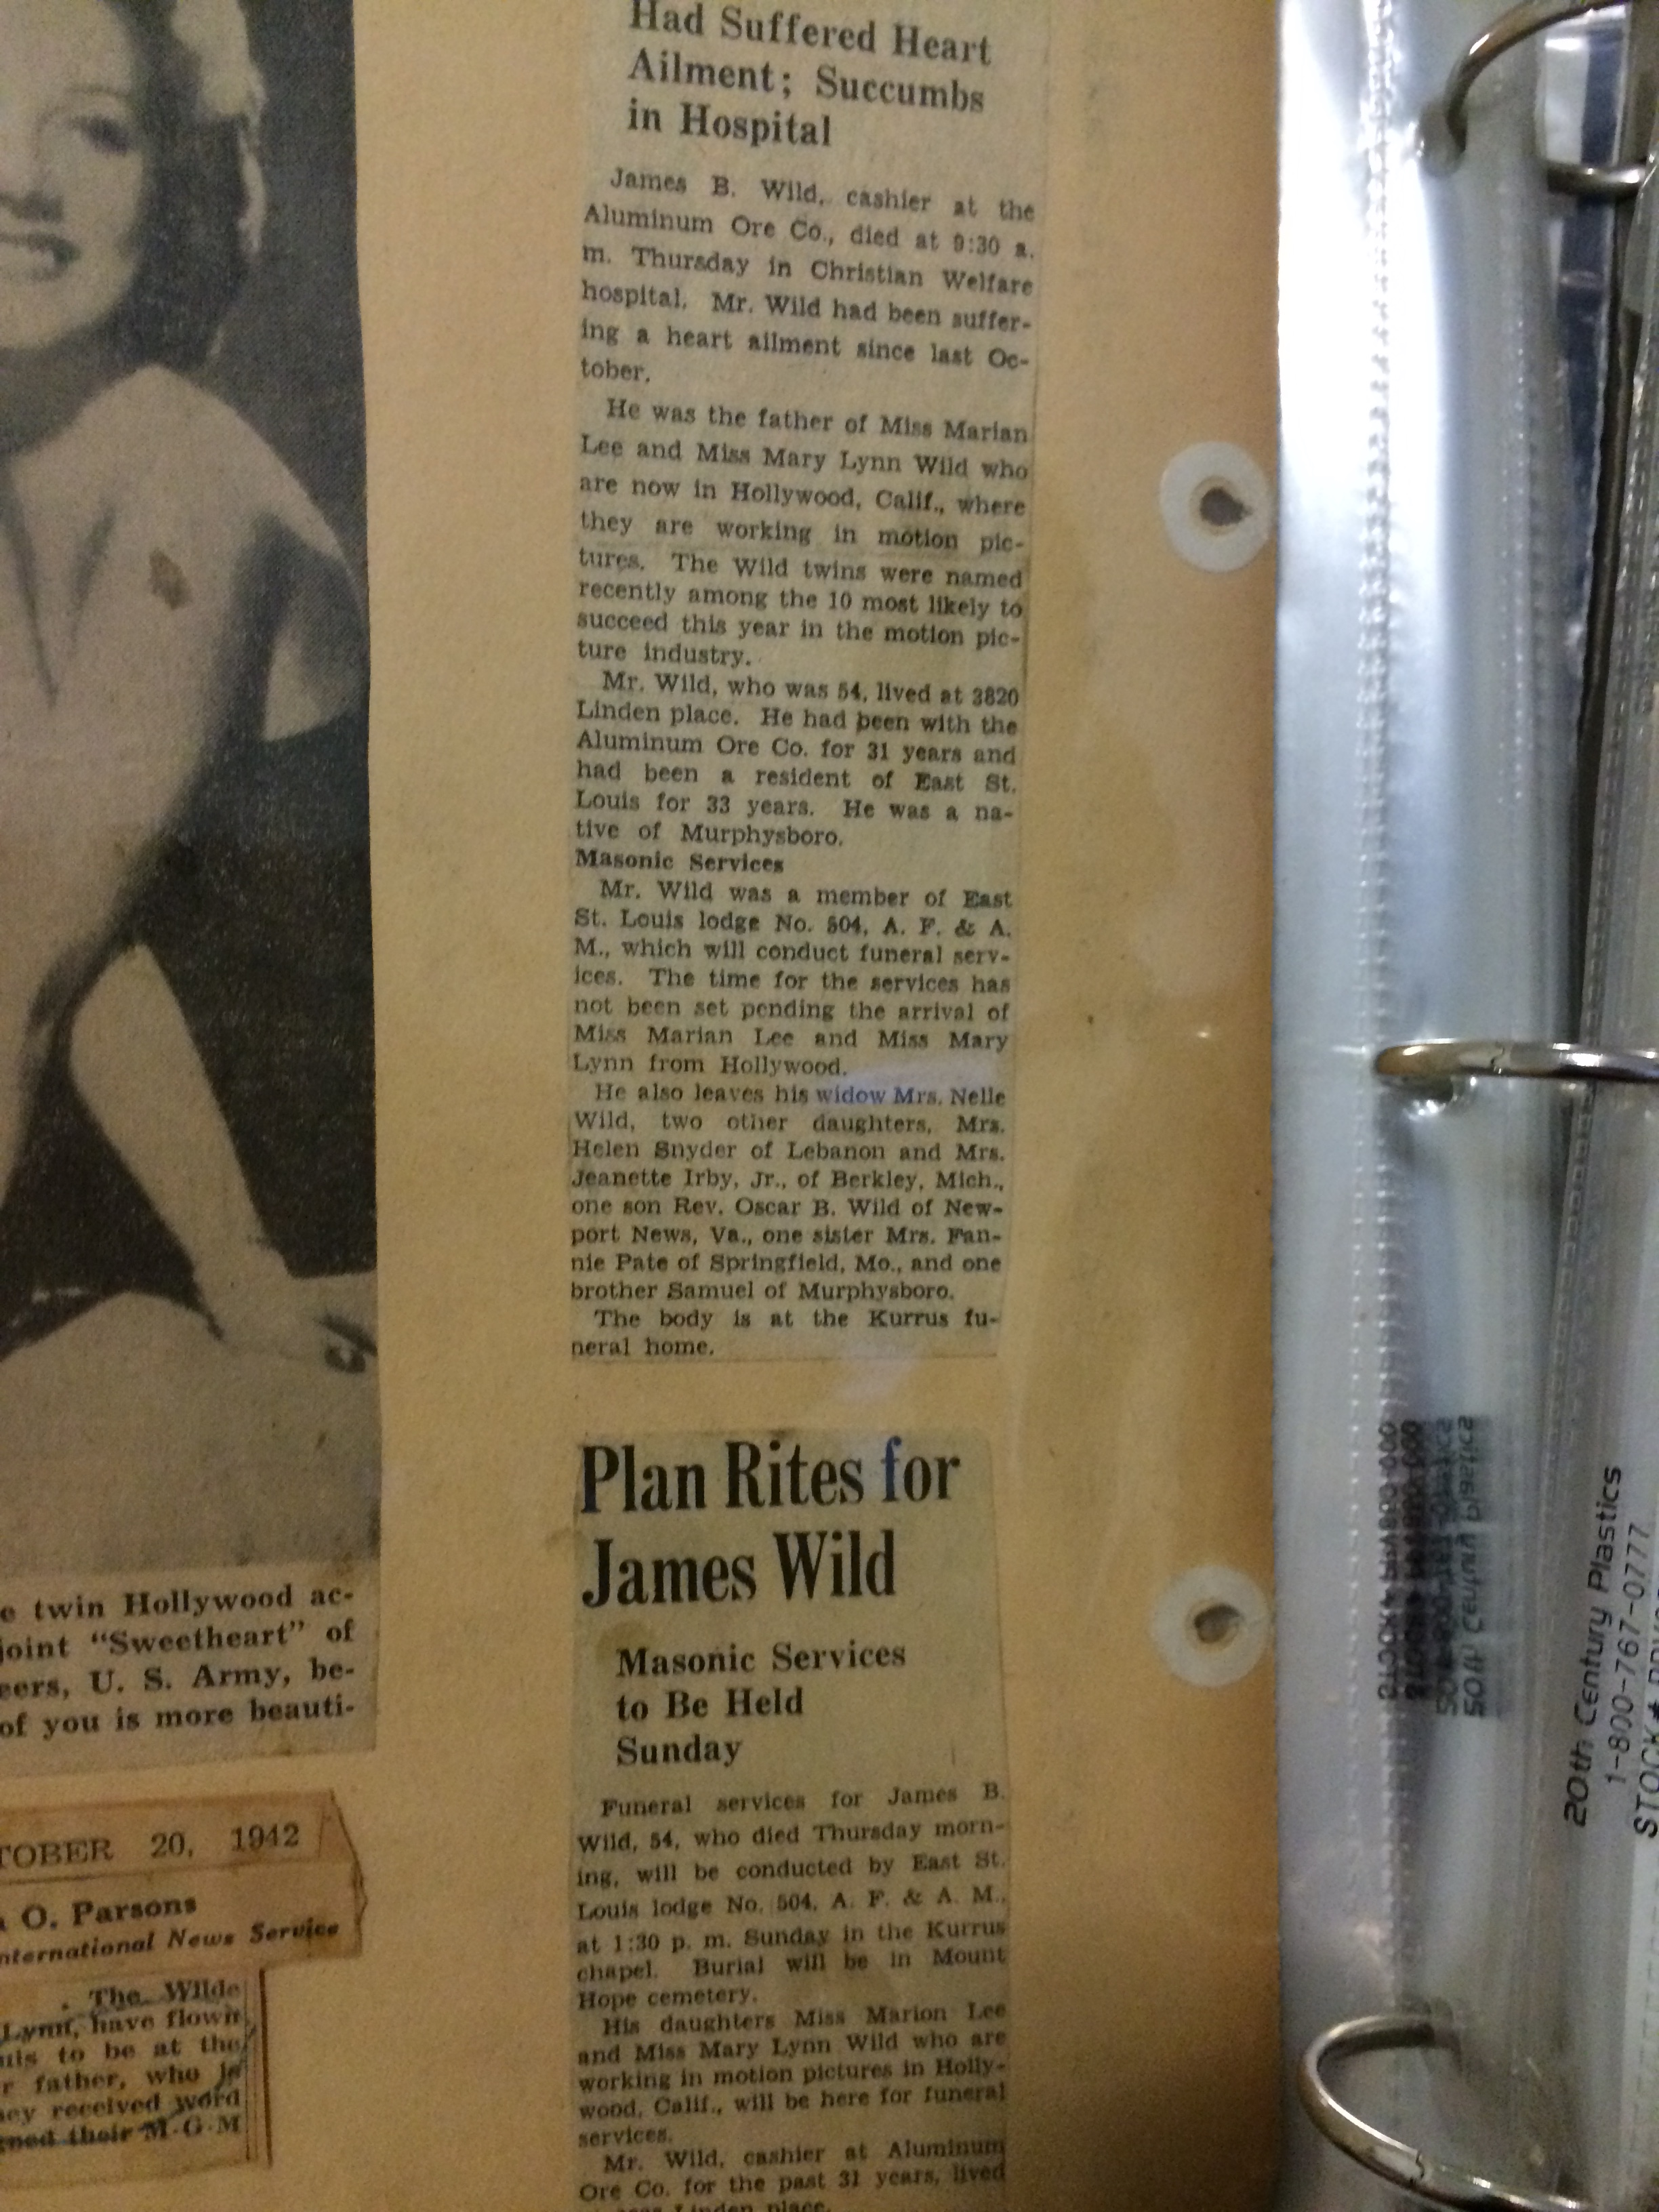 Had Suffered Heart
Ailment; Succumbs
in Hospital
James B. Wild, cashier at the
Aluminum Ore Co., died at 9:30 a.
m. Thursday in Christian Welfare
hospital. Mr. Wild had been suffer-
ing a heart ailment since last Oc-
tober.
He was the father of Miss Marian
Lee and Miss Mary Lynn Wild who
are now in Hollywood, Calif., where
they are working in motion pic-
tures. The Wild twins were named
recently among the 10 most likely to
succeed this year in the motion pic-
ture industry.
Mr. Wild, who was 54, lived at 3820
Linden place. He had been with the
Aluminum Ore Co. for 31 years and
had been a resident of East St.
Louis for 33 years. He was a na-
tive of Murphysboro.
Masonic Services
Mr. Wild was a member of East
St. Louis lodge No. 504, A. F. & A.
M., which will conduct funeral serv-
ices. The time for the services has
not been set pending the arrival of
Miss Marian Lee and Miss Mary
Lynn from Hollywood.
He also leaves his widow Mrs. Nelle
Wild, two other daughters, Mrs.
Helen Snyder of Lebanon and Mrs.
Jeanette Irby, Jr., of Berkley, Mich.,
one son Rev. Oscar B. Wild of New-
port News, Va., one sister Mrs. Fan-
nie Pate of Springfield, Mo., and one
brother Samuel of Murphysboro.
The body is at the Kurrus fu-
neral home.
Plan Rites for
James Wild
Masonic Services
to Be Held
Sunday
Funeral services for James B.
Wild, 54, who died Thursday morn-
ing, will be conducted by East St.
Louis lodge No. 504, A. F. & A. M.,
at 1:30 p. m. Sunday in the Kurrus
chapel. Burial will be in Mount
Hope cemetery.
His daughters Miss Marion Lee
and Miss Mary Lynn Wild who are
working in motion pictures in Holly-
wood, Calif., will be here for funeral
services.
Mr. Wild, cashier at Aluminum
Ore Co. for the past 31 years, lived
Linden place.
e twin Hollywood ac-
joint "Sweetheart" of
eers, U. S. Army, be-
of you is more beauti-
TOBER 20, 1942
O. Parsons
nternational News Service
. The Wilde
Lynn, have flown
uis to be at the
r father, who is
ey received word
gned their M-G-M
20th Century Plastics
1-800-767-0777
STOCK#